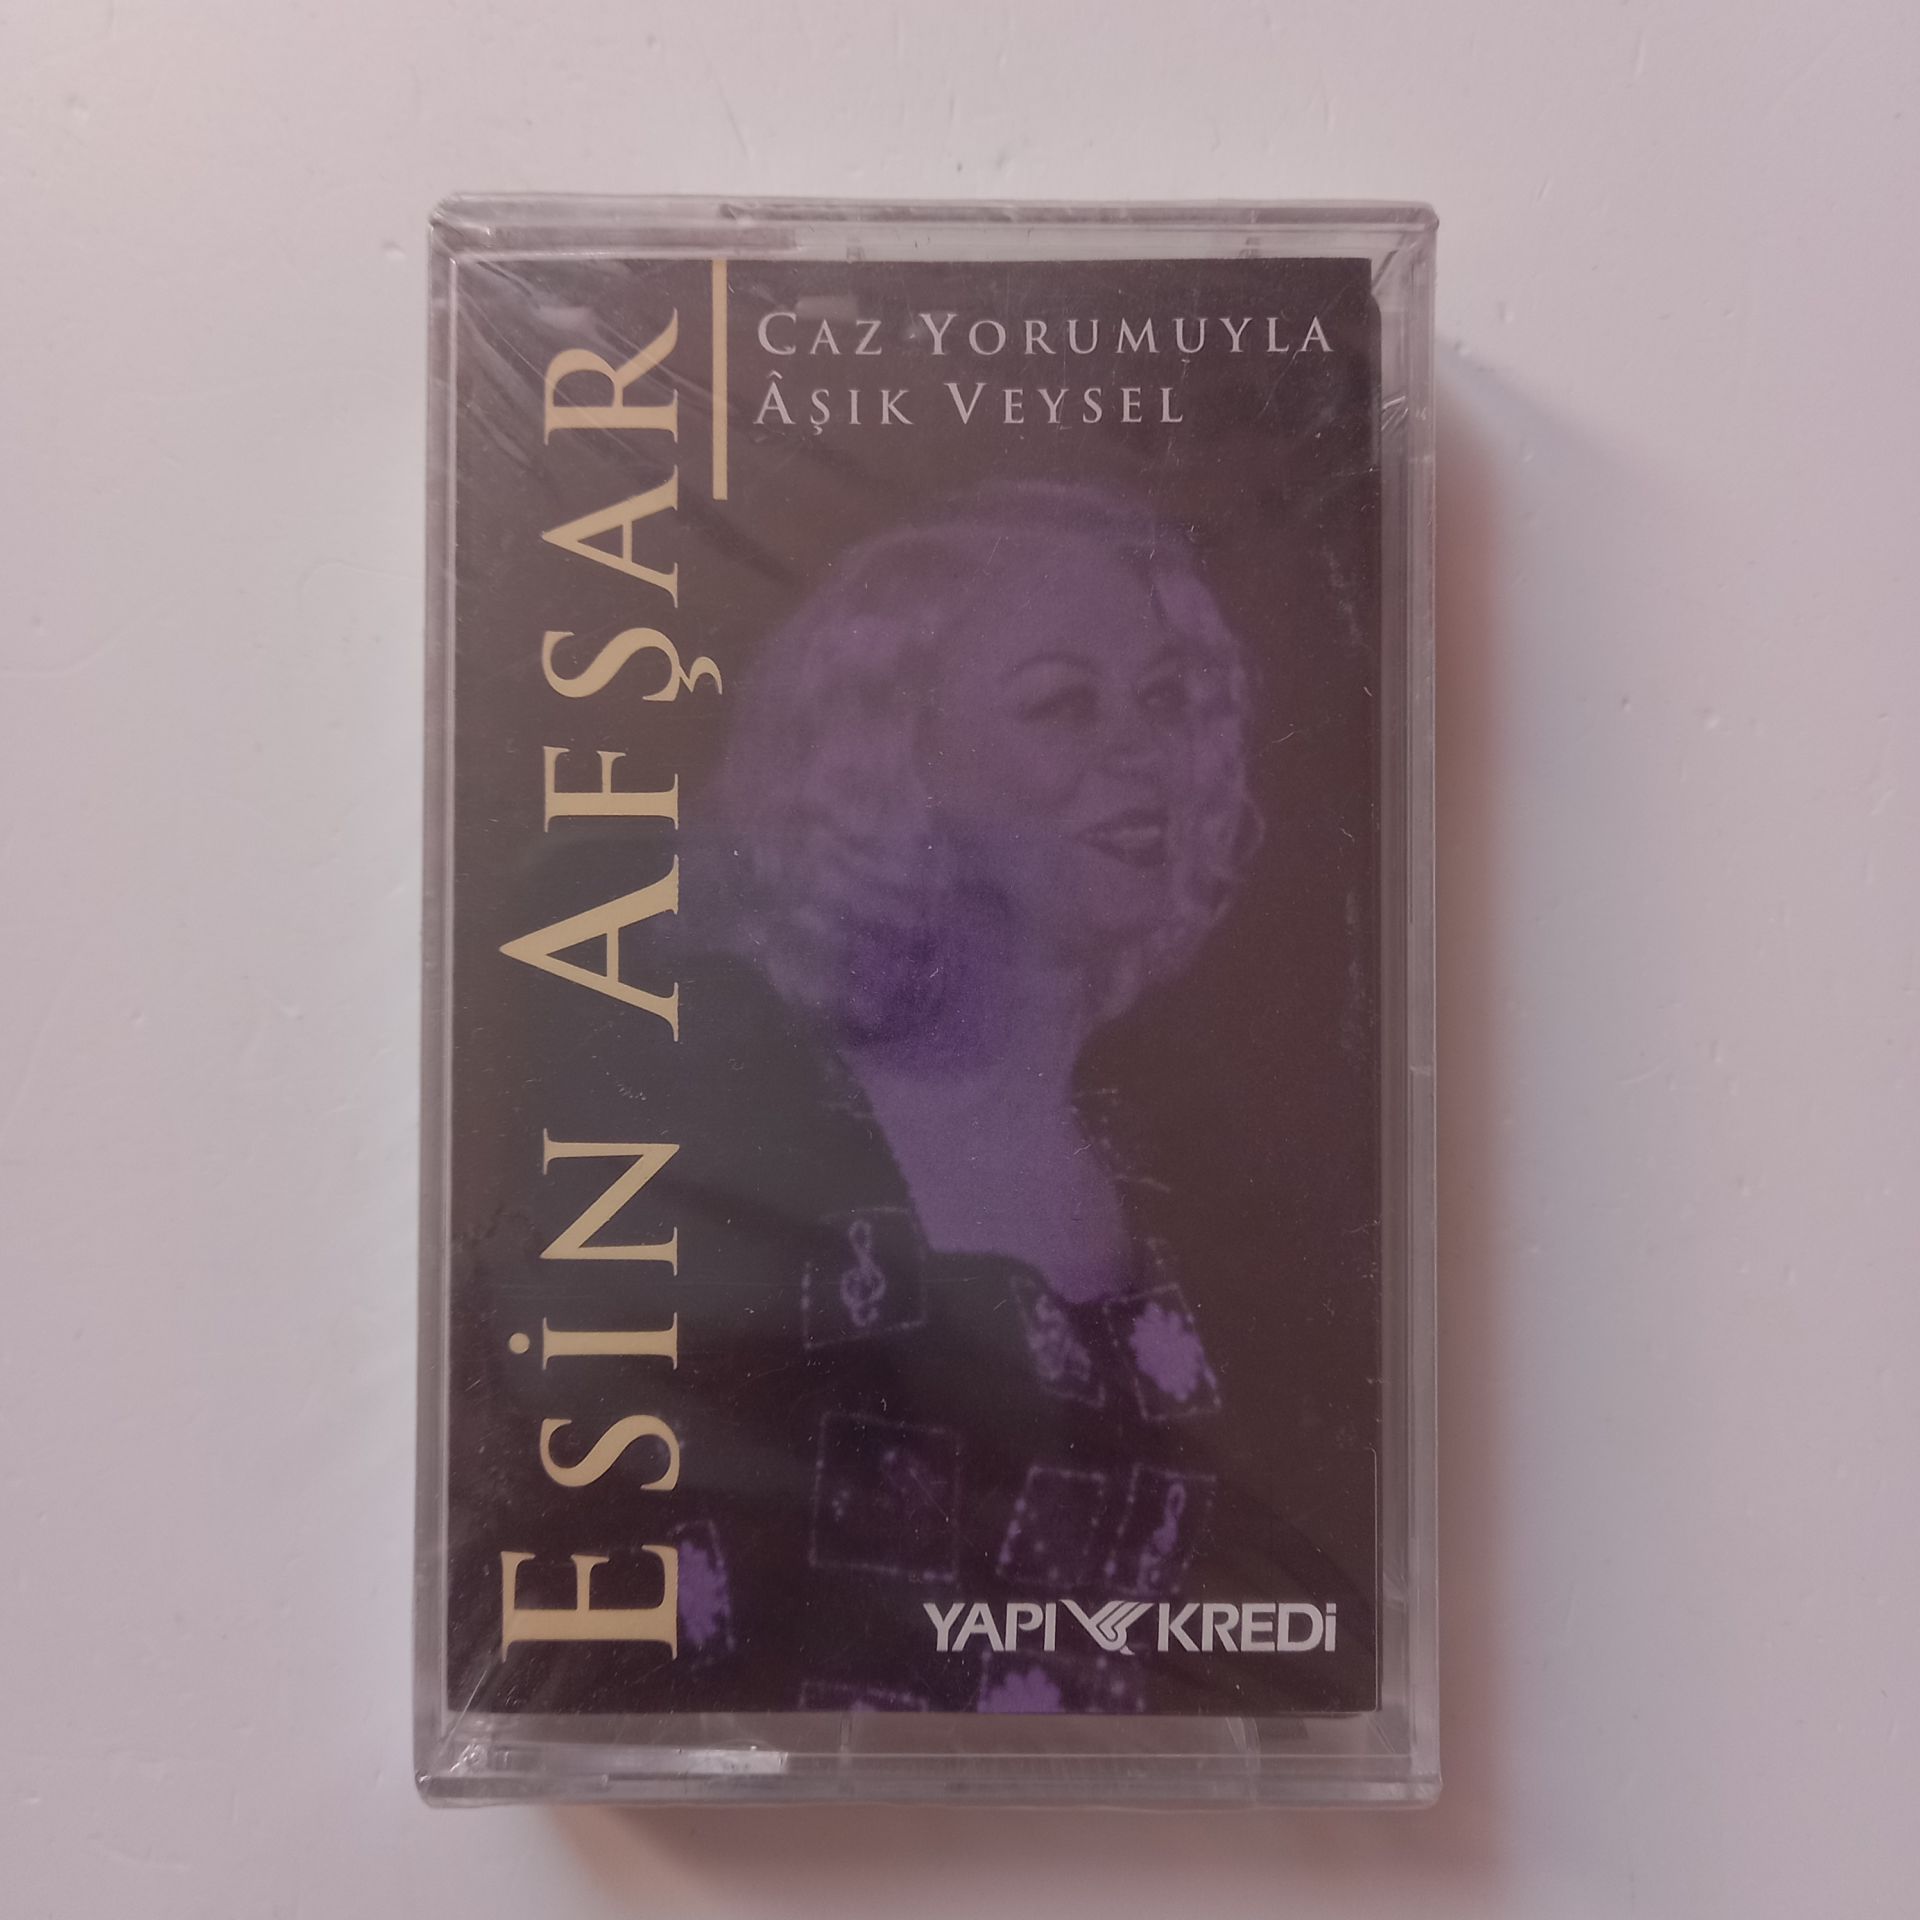 ESİN AFŞAR
CAZ YORUMUYLA
ÂŞIK VEYSEL
YAPI KREDİ